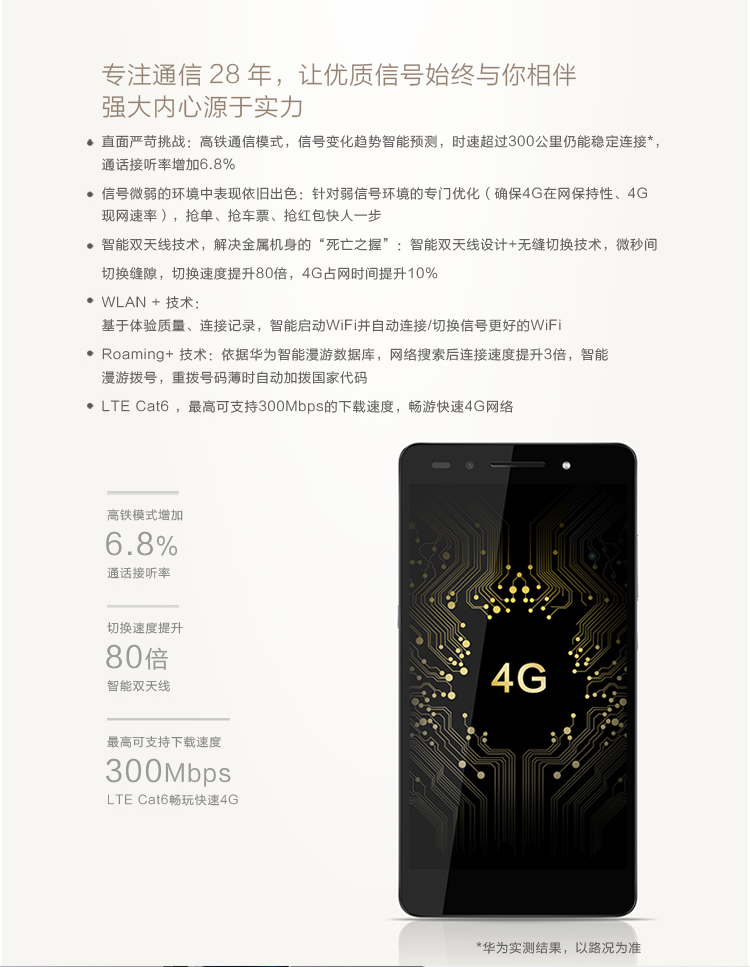 专注通信 28 年，让优质信号始终与你相伴
强大内心源于实力
直面严苛挑战：高铁通信模式，信号变化趋势智能预测，时速超过300公里仍能稳定连接*，
通话接听率增加6.8%
信号微弱的环境中表现依旧出色：针对弱信号环境的专门优化（确保4G在网保持性、4G
现网速率），抢单、抢车票、抢红包快人一步
智能双天线技术，解决金属机身的“死亡之握”：智能双天线设计+无缝切换技术，微秒间
切换缝隙，切换速度提升80倍，4G占网时间提升10%
WLAN + 技术：
基于体验质量、连接记录，智能启动WiFi并自动连接/切换信号更好的WiFi
Roaming+ 技术：依据华为智能漫游数据库，网络搜索后连接速度提升3倍，智能
漫游拨号，重拨号码薄时自动加拨国家代码
LTE Cat6 ，最高可支持300Mbps的下载速度，畅游快速4G网络
高铁模式增加
6.8%
通话接听率
切换速度提升
80倍
智能双天线
最高可支持下载速度
300Mbps
LTE Cat6畅玩快速4G
4G
*华为实测结果，以路况为准